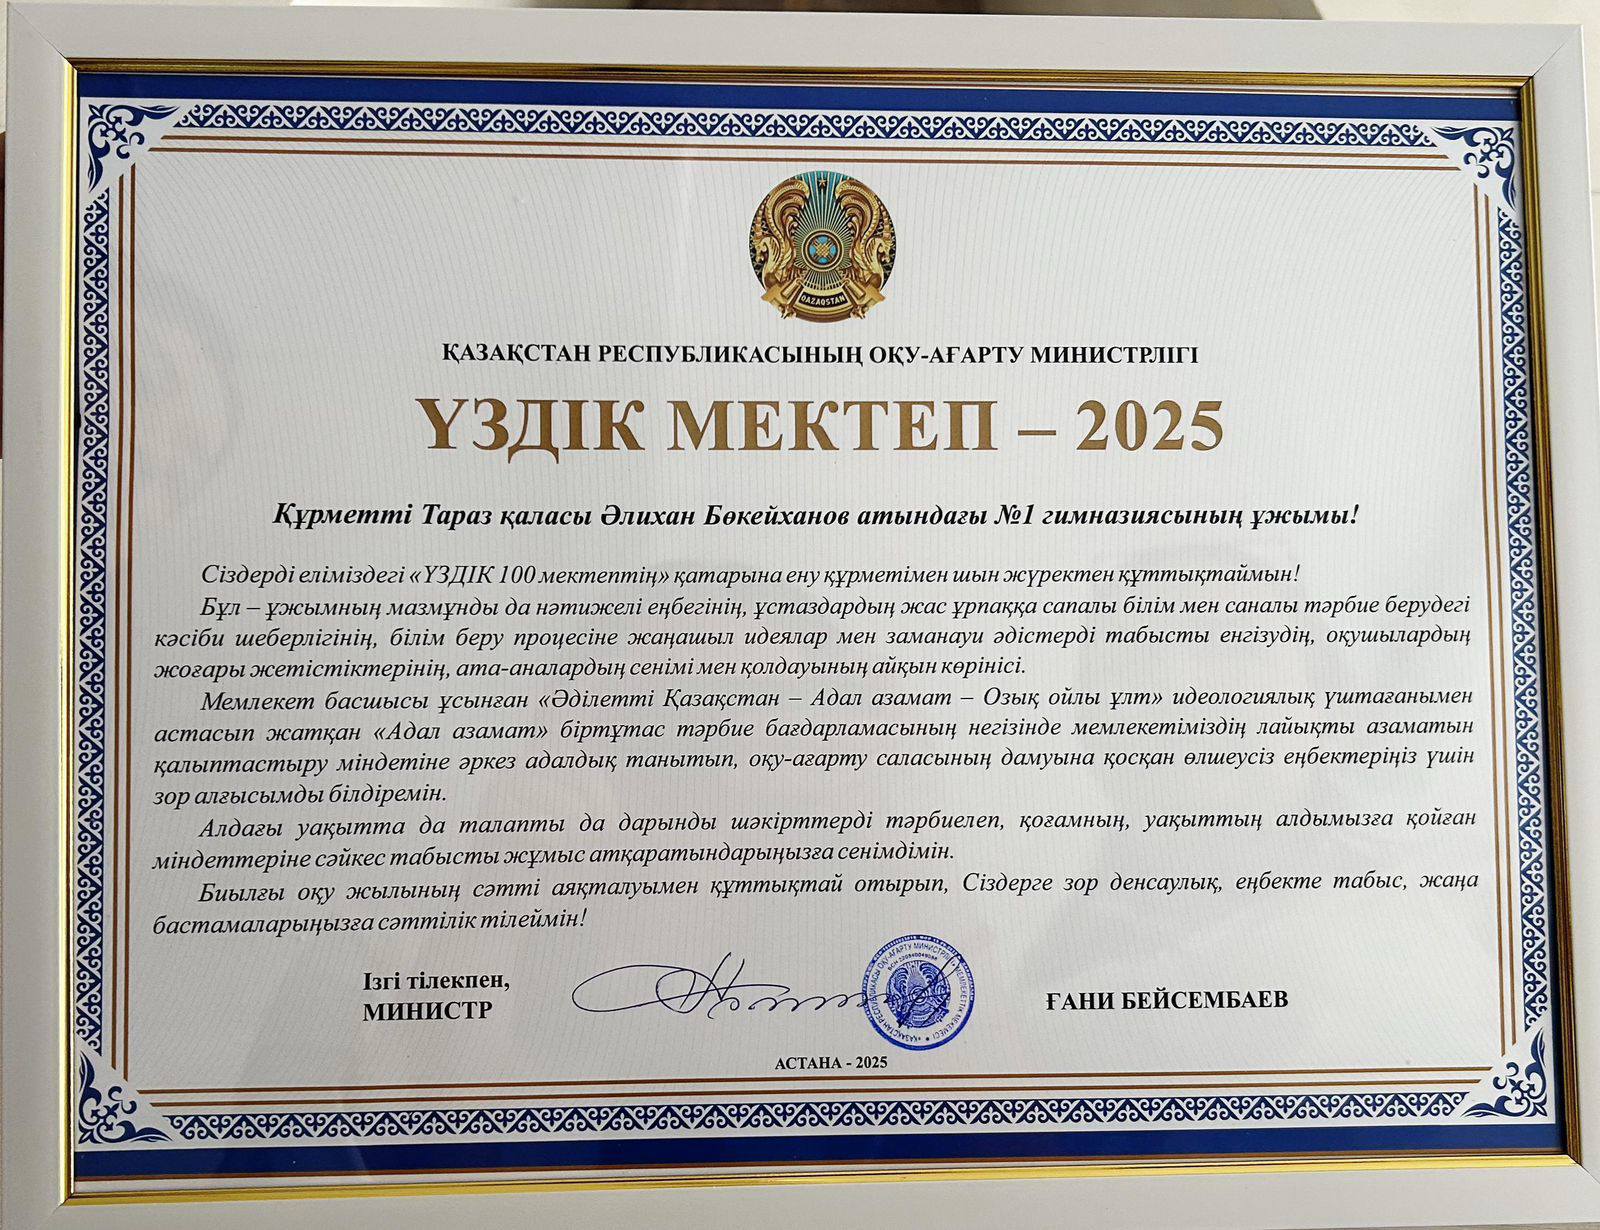 QAZAQSTAN
ҚАЗАҚСТАН РЕСПУБЛИКАСЫНЫҢ ОҚУ-АҒАРТУ МИНИСТРЛІГІ
ҮЗДІК МЕКТЕП – 2025
Құрметті Тараз қаласы Әлихан Бөкейханов атындағы №1 гимназиясының ұжымы!
Сіздерді еліміздегі «ҮЗДІК 100 мектептің» қатарына ену құрметімен шын жүректен құттықтаймын!
Бұл – ұжымның мазмұнды да нәтижелі еңбегінің, ұстаздардың жас ұрпаққа сапалы білім мен саналы тәрбие берудегі
кәсіби шеберлігінің, білім беру процесіне жаңашыл идеялар мен заманауи әдістерді табысты енгізудің, оқушылардың
жоғары жетістіктерінің, ата-аналардың сенімі мен қолдауының айқын көрінісі.
Мемлекет басшысы ұсынған «Әділетті Қазақстан – Адал азамат – Озық ойлы ұлт» идеологиялық үштағанымен
астасып жатқан «Адал азамат» біртұтас тәрбие бағдарламасының негізінде мемлекетіміздің лайықты азаматын
қалыптастыру міндетіне әркез адалдық танытып, оқу-ағарту саласының дамуына қосқан өлшеусіз еңбектеріңіз үшін
зор алғысымды білдіремін.
Алдағы уақытта да талапты да дарынды шәкірттерді тәрбиелеп, қоғамның, уақыттың алдымызға қойған
міндеттеріне сәйкес табысты жұмыс атқаратындарыңызға сенімдімін.
Биылғы оқу жылының сәтті аяқталуымен құттықтай отырып, Сіздерге зор денсаулық, еңбекте табыс, жаңа
бастамаларыңызға сәттілік тілеймін!
Ізгі тілекпен,
МИНИСТР
ҒАНИ БЕЙСЕМБАЕВ
«ҚАЗАҚСТАН РЕСПУБЛИКАСЫ ОҚУ-АҒАРТУ МИНИСТРЛІГІ» МЕМЛЕКЕТТІК МЕКЕМЕСІ
АСТАНА - 2025